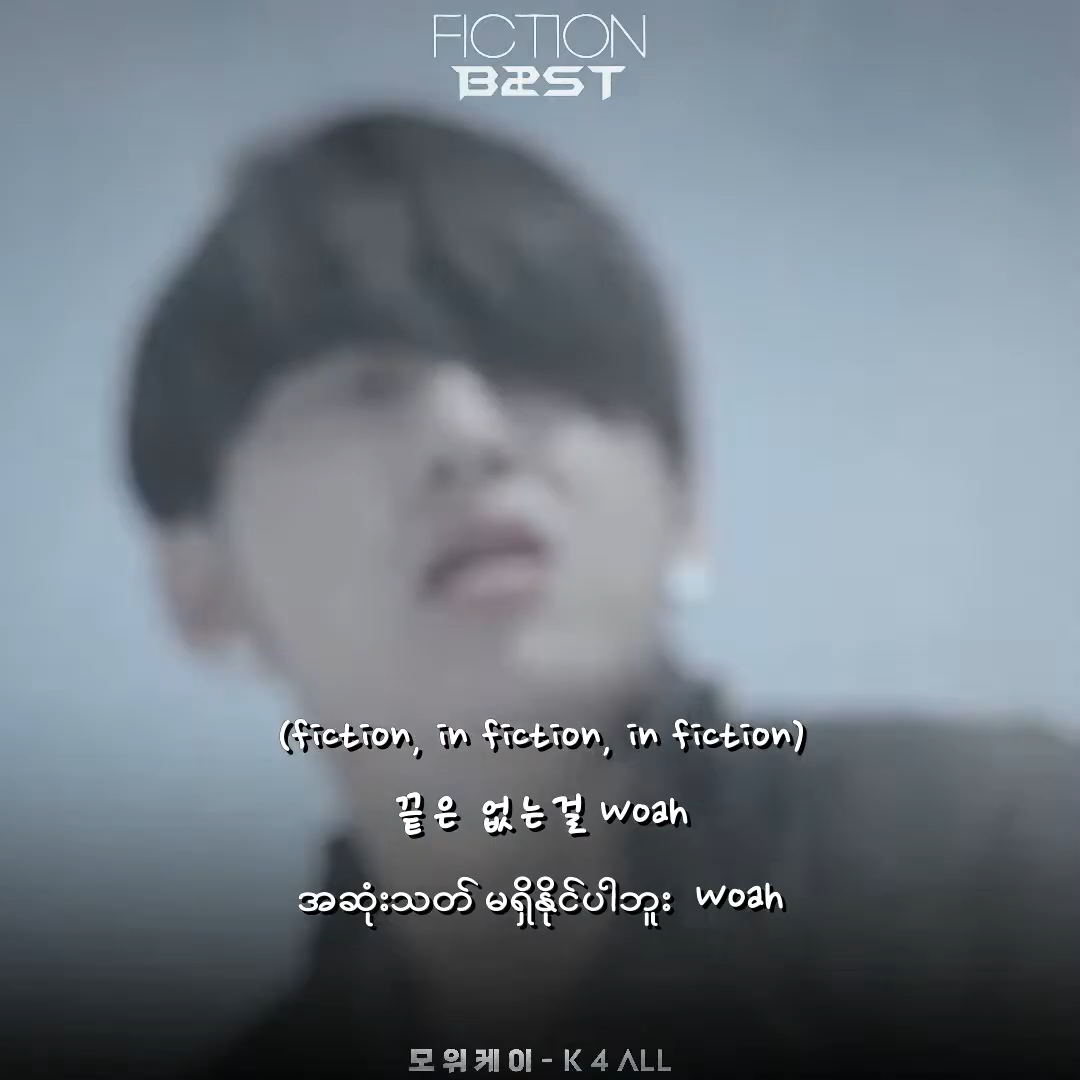 FICTION
B2ST
(fiction, in fiction, in fiction)
끝은 없는걸 woah
အဆုံးသတ် မရှိနိုင်ပါဘူး woah
모위케이 - K 4 ALL